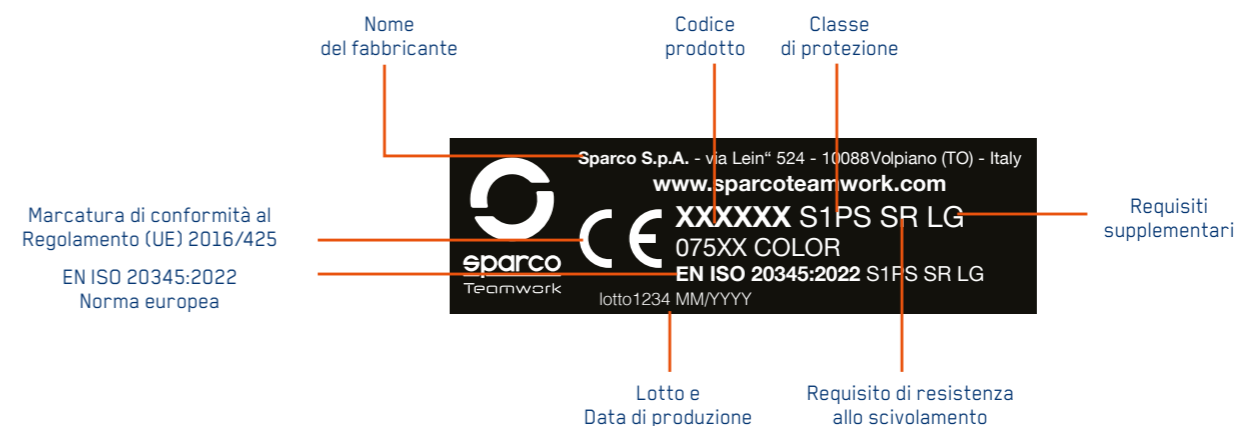 Nome
del fabbricante
Codice
prodotto
Classe
di protezione
Sparco S.p.A. - via Lein“ 524 - 10088Volpiano (TO) - Italy
www.sparcoteamwork.com
XXXXXX S1PS SR LG
075XX COLOR
EN ISO 20345:2022 S1PS SR LG
lotto1234 MM/YYYY
CE
sparco
Teamwork
Marcatura di conformità al
Regolamento (UE) 2016/425
EN ISO 20345:2022
Norma europea
Requisiti
supplementari
Lotto e
Data di produzione
Requisito di resistenza
allo scivolamento